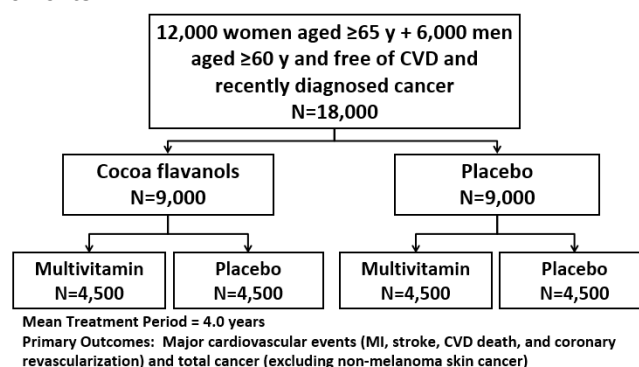 12,000 women aged ≥65 y + 6,000 men
aged ≥60 y and free of CVD and
recently diagnosed cancer
N=18,000
Cocoa flavanols
N=9,000
Placebo
N=9,000
Multivitamin
N=4,500
Placebo
N=4,500
Multivitamin
N=4,500
Placebo
N=4,500
Mean Treatment Period = 4.0 years
Primary Outcomes:  Major cardiovascular events (MI, stroke, CVD death, and coronary
revascularization) and total cancer (excluding non-melanoma skin cancer)